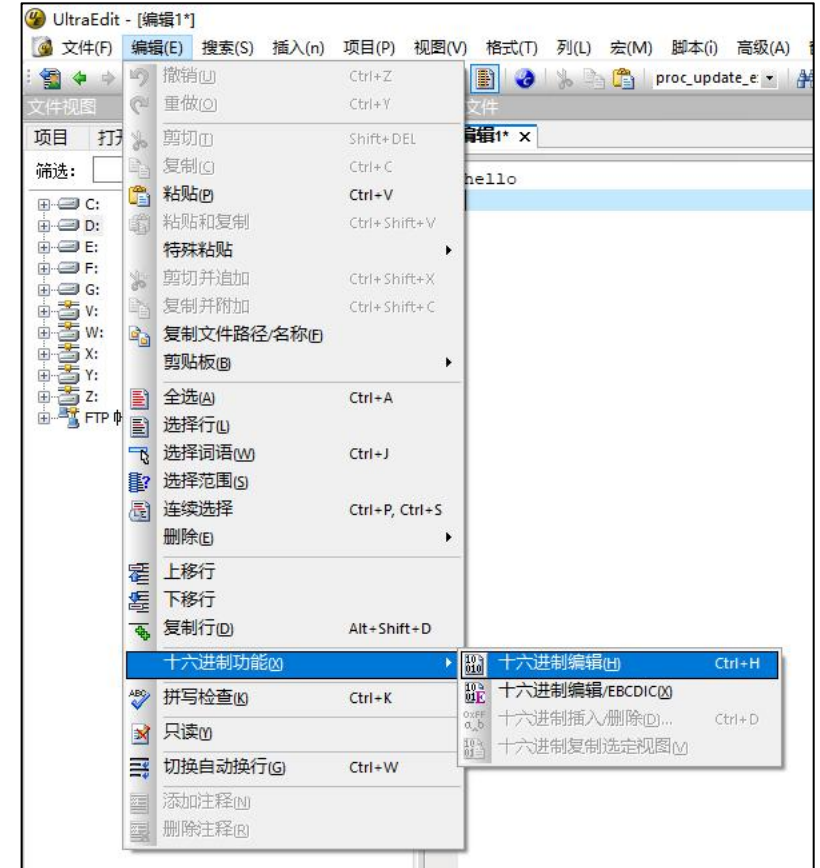 UltraEdit - [编辑1*]
文件(F) 编辑(E) 搜索(S) 插入(n) 项目(P) 视图(V) 格式(T) 列(L) 宏(M) 脚本(i) 高级(A)
proc_update_e
文件视图
文件
项目 打开
编辑1* ×
筛选:
hello
C:
D:
E:
F:
G:
V:
W:
X:
Y:
Z:
FTP
撤销(U) Ctrl+Z
重做(O) Ctrl+Y
剪切(T) Shift+DEL
复制(C) Ctrl+C
粘贴(P) Ctrl+V
粘贴和复制 Ctrl+Shift+V
特殊粘贴
剪切并追加 Ctrl+Shift+X
复制并附加 Ctrl+Shift+C
复制文件路径/名称(F)
剪贴板(B)
全选(A) Ctrl+A
选择行(L)
选择词语(W) Ctrl+J
选择范围(S)
连续选择 Ctrl+P, Ctrl+S
删除(E)
上移行
下移行
复制行(D) Alt+Shift+D
十六进制功能(X)
十六进制编辑(H) Ctrl+H
十六进制编辑/EBCDIC(X)
十六进制插入/删除(D)... Ctrl+D
十六进制复制选定视图(V)
拼写检查(K) Ctrl+K
只读(Y)
切换自动换行(G) Ctrl+W
添加注释(N)
删除注释(R)